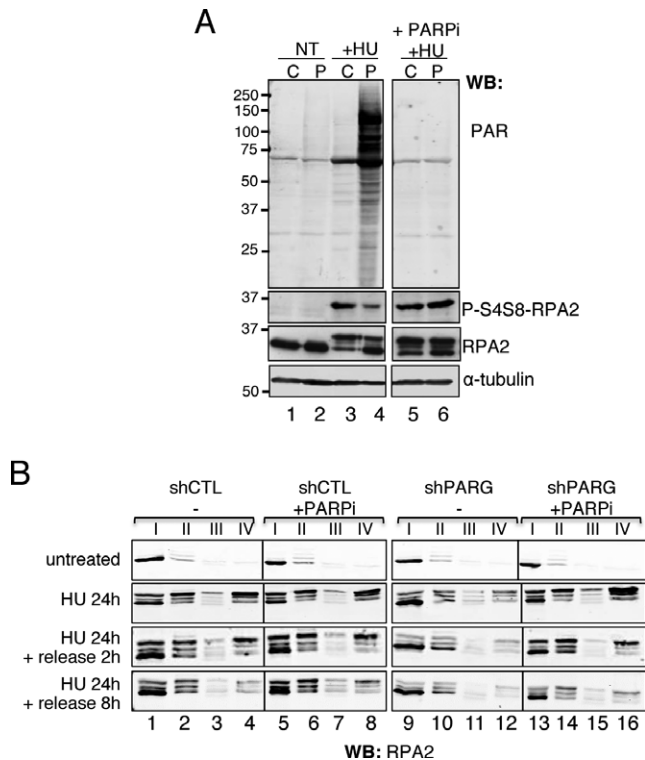 A
+ PARPi
NT +HU +HU
C P C P C P
WB:
250
150
100
75
50
37
25
PAR
37
P-S4S8-RPA2
37
RPA2
50
α-tubulin
1 2 3 4 5 6
B
shCTL shCTL shPARG shPARG
- +PARPi - +PARPi
I II III IV I II III IV I II III IV I II III IV
untreated
HU 24h
HU 24h
+ release 2h
HU 24h
+ release 8h
1 2 3 4 5 6 7 8 9 10 11 12 13 14 15 16
WB: RPA2